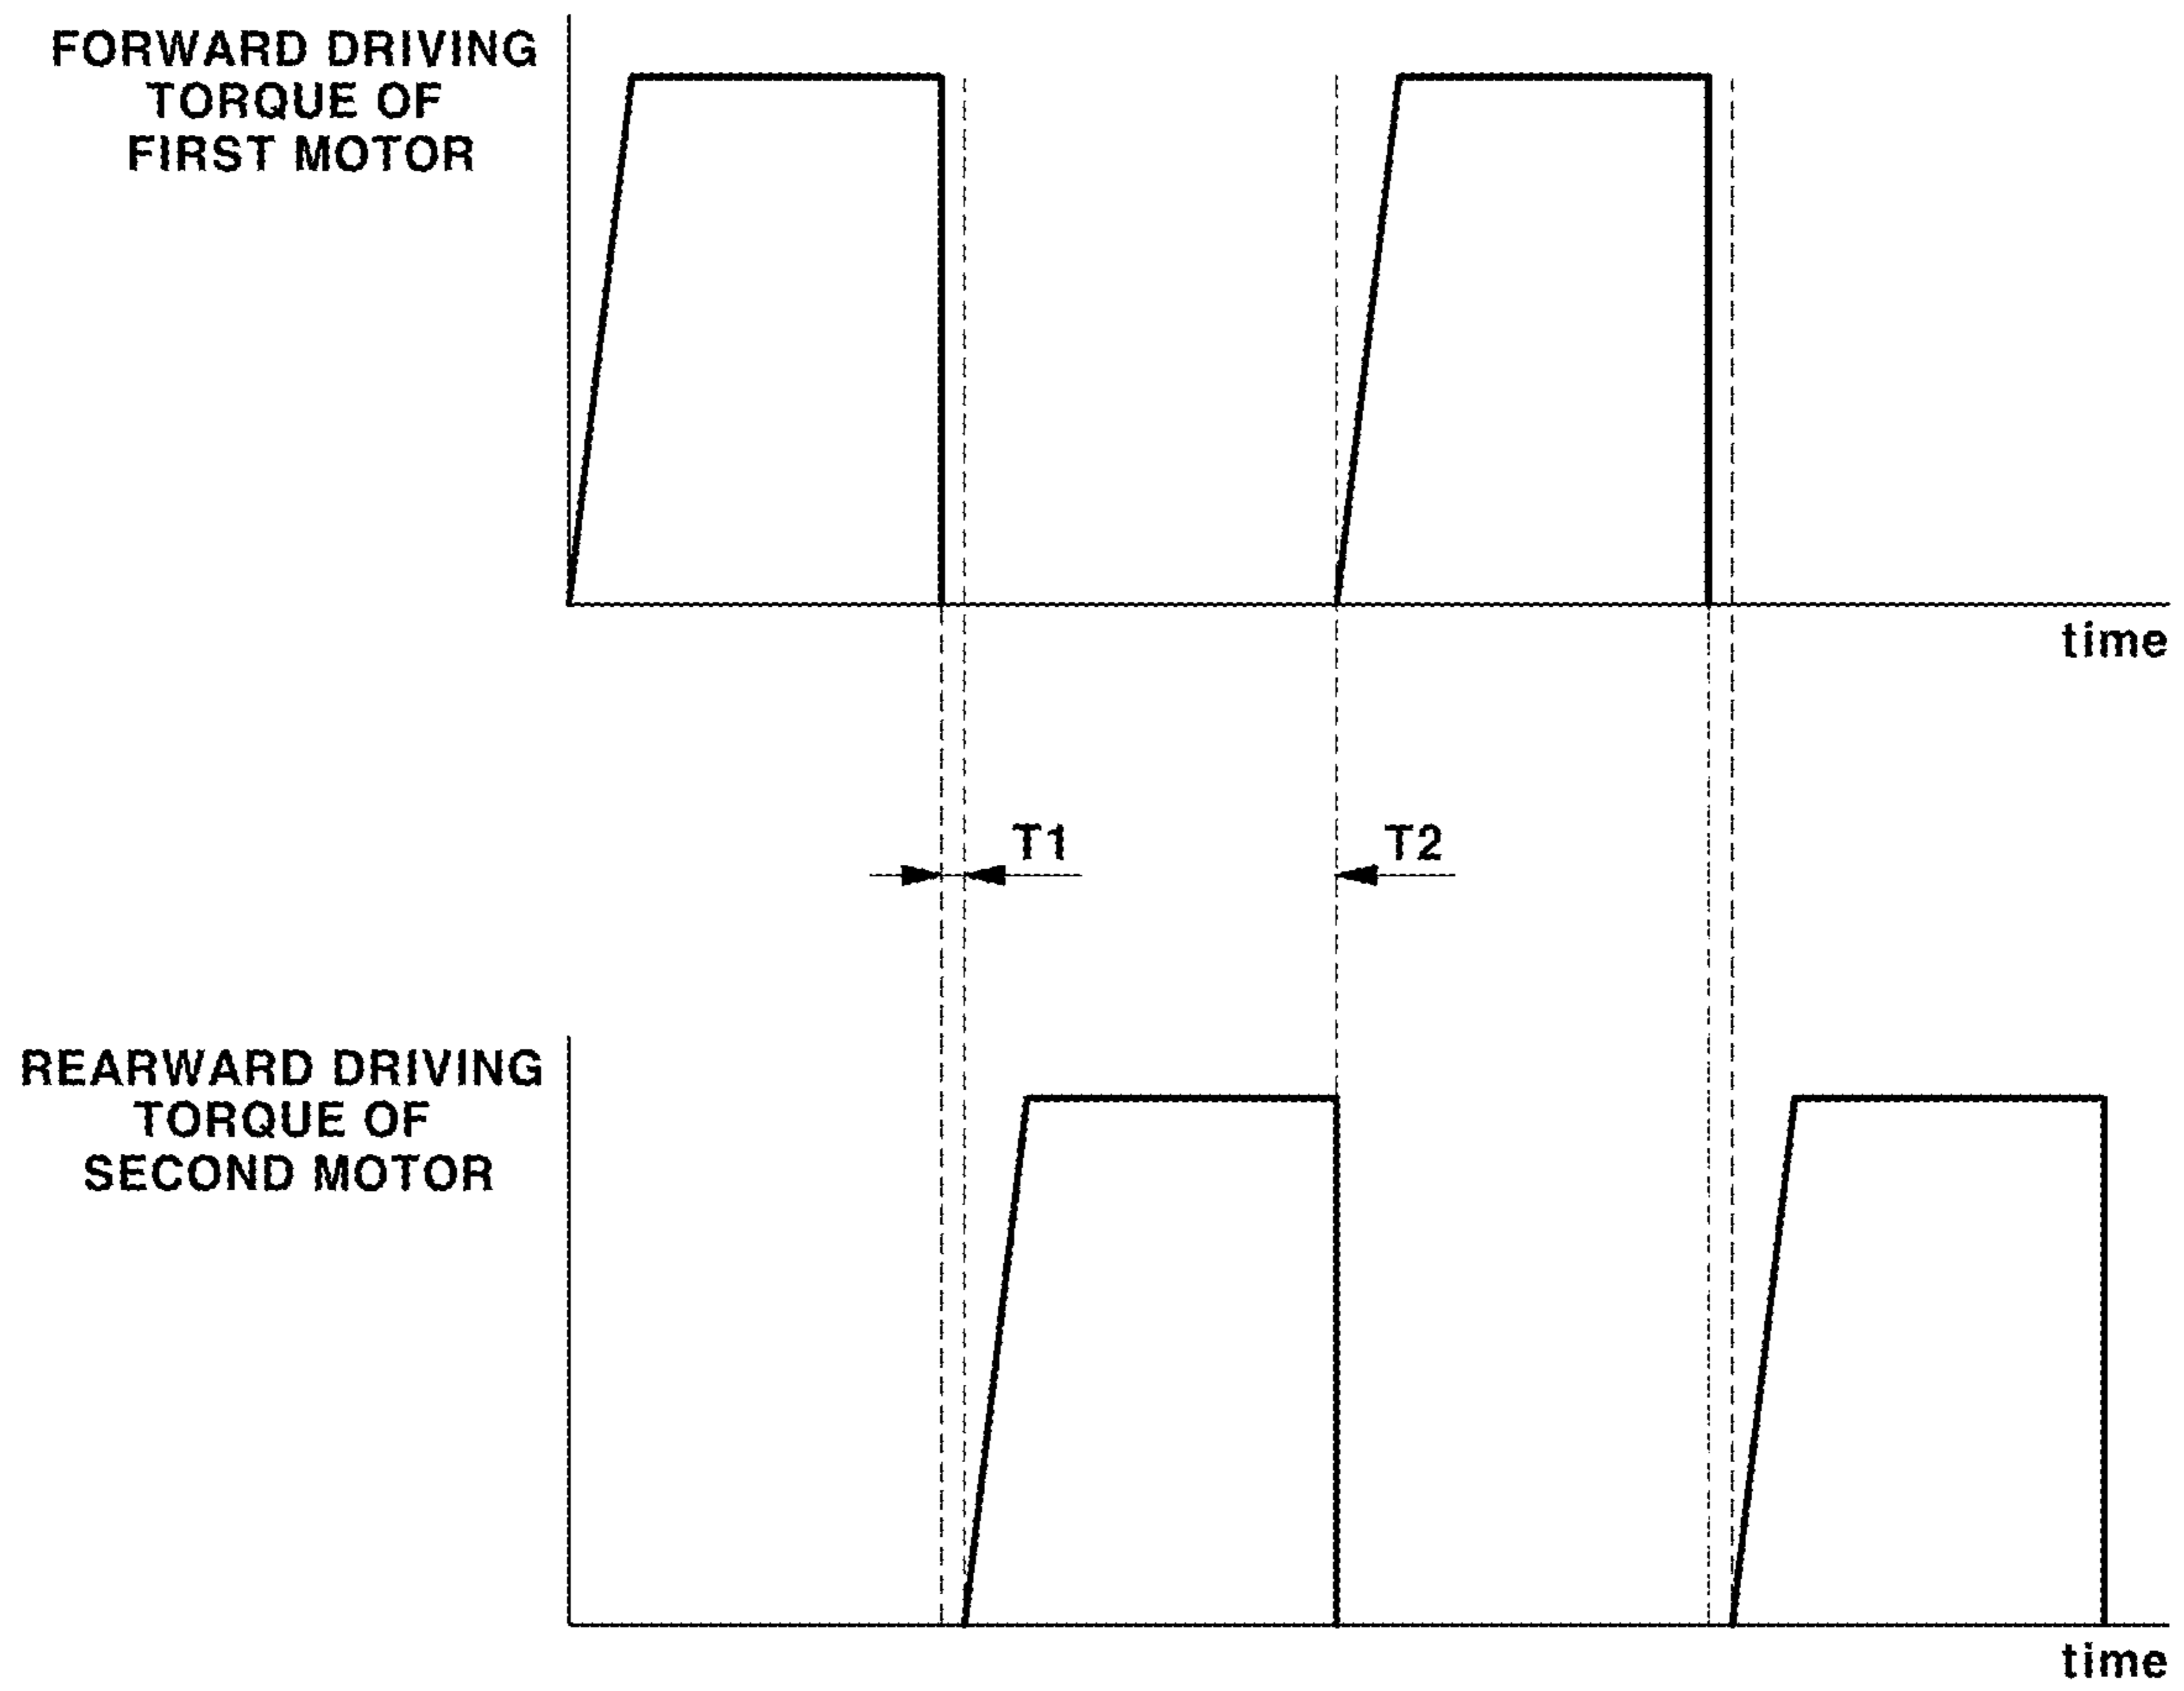 FORWARD DRIVING
TORQUE OF
FIRST MOTOR
time
T1
T2
REARWARD DRIVING
TORQUE OF
SECOND MOTOR
time